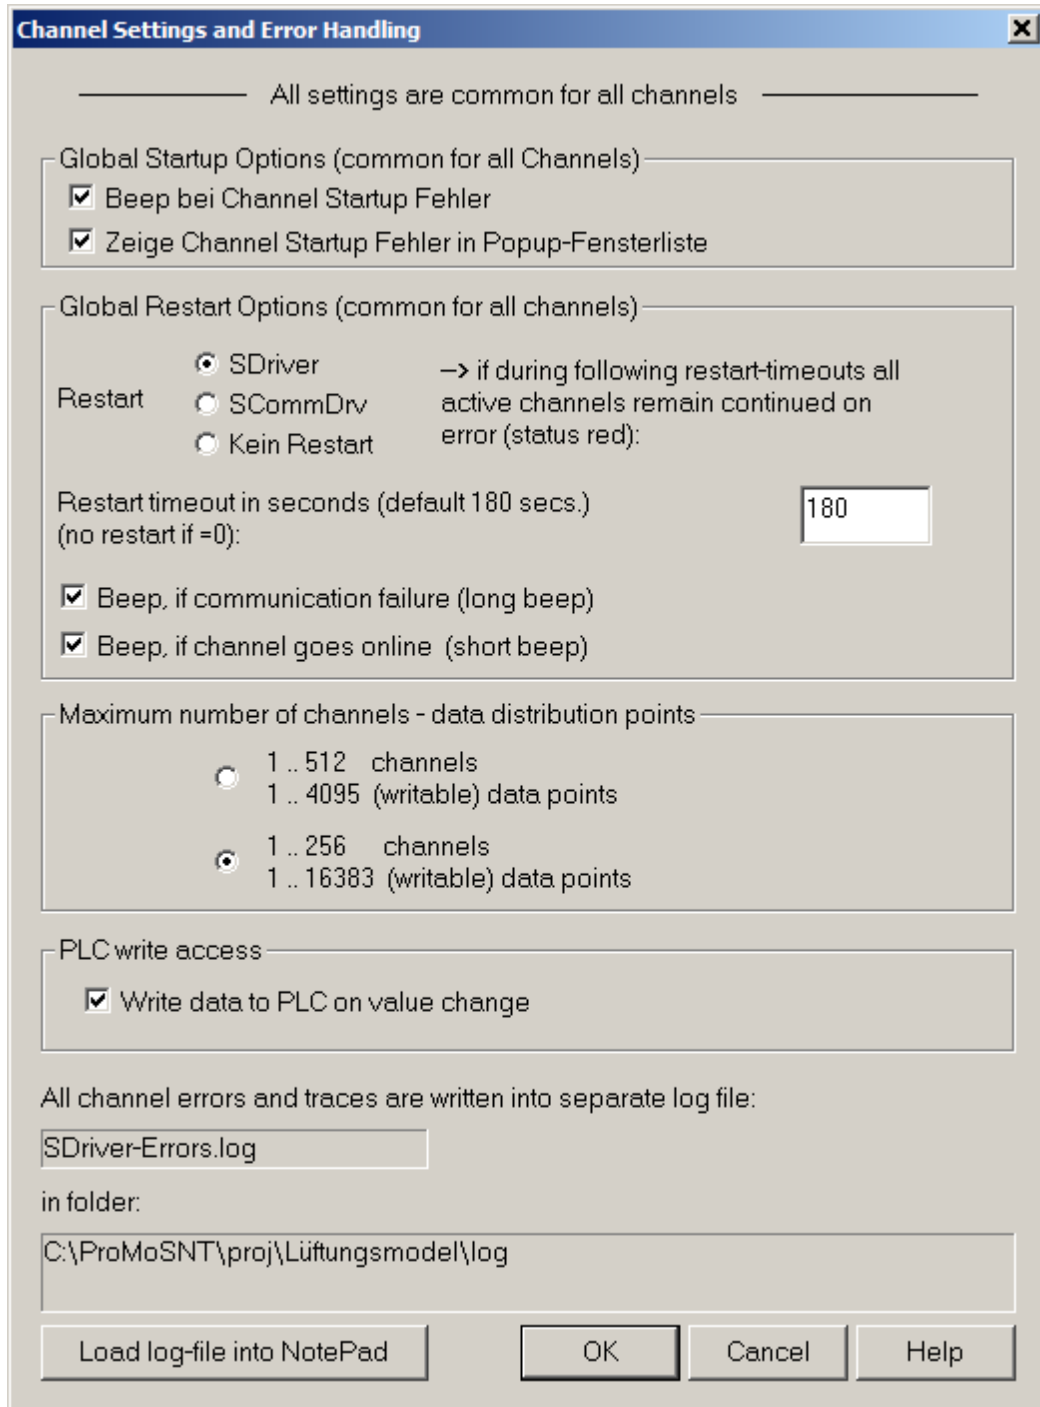 Channel Settings and Error Handling
All settings are common for all channels
Global Startup Options (common for all Channels)
Beep bei Channel Startup Fehler
Zeige Channel Startup Fehler in Popup-Fensterliste
Global Restart Options (common for all channels)
Restart
SDriver
SCommDrv
Kein Restart
--> if during following restart-timeouts all
active channels remain continued on
error (status red):
Restart timeout in seconds (default 180 secs.)
(no restart if =0):
180
Beep, if communication failure (long beep)
Beep, if channel goes online (short beep)
Maximum number of channels - data distribution points
1 .. 512 channels
1 .. 4095 (writable) data points
1 .. 256 channels
1 .. 16383 (writable) data points
PLC write access
Write data to PLC on value change
All channel errors and traces are written into separate log file:
SDriver-Errors.log
in folder:
C:\ProMoSNT\proj\Lüftungsmodel\log
Load log-file into NotePad
OK
Cancel
Help